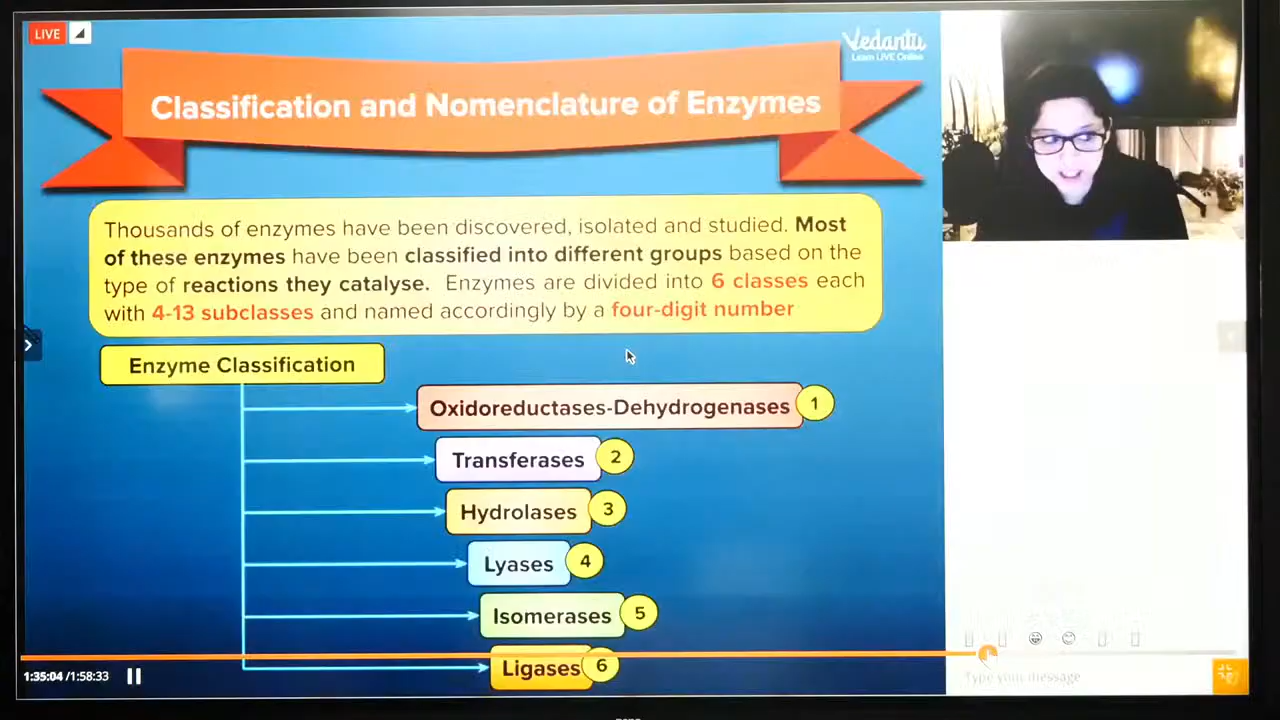 LIVE
Vedantu
Learn LIVE Online
Classification and Nomenclature of Enzymes
Thousands of enzymes have been discovered, isolated and studied. Most
of these enzymes have been classified into different groups based on the
type of reactions they catalyse. Enzymes are divided into 6 classes each
with 4-13 subclasses and named accordingly by a four-digit number
Enzyme Classification
Oxidoreductases-Dehydrogenases 1
Transferases 2
Hydrolases 3
Lyases 4
Isomerases 5
Ligases 6
1:35:04 /1:58:33
Type your message